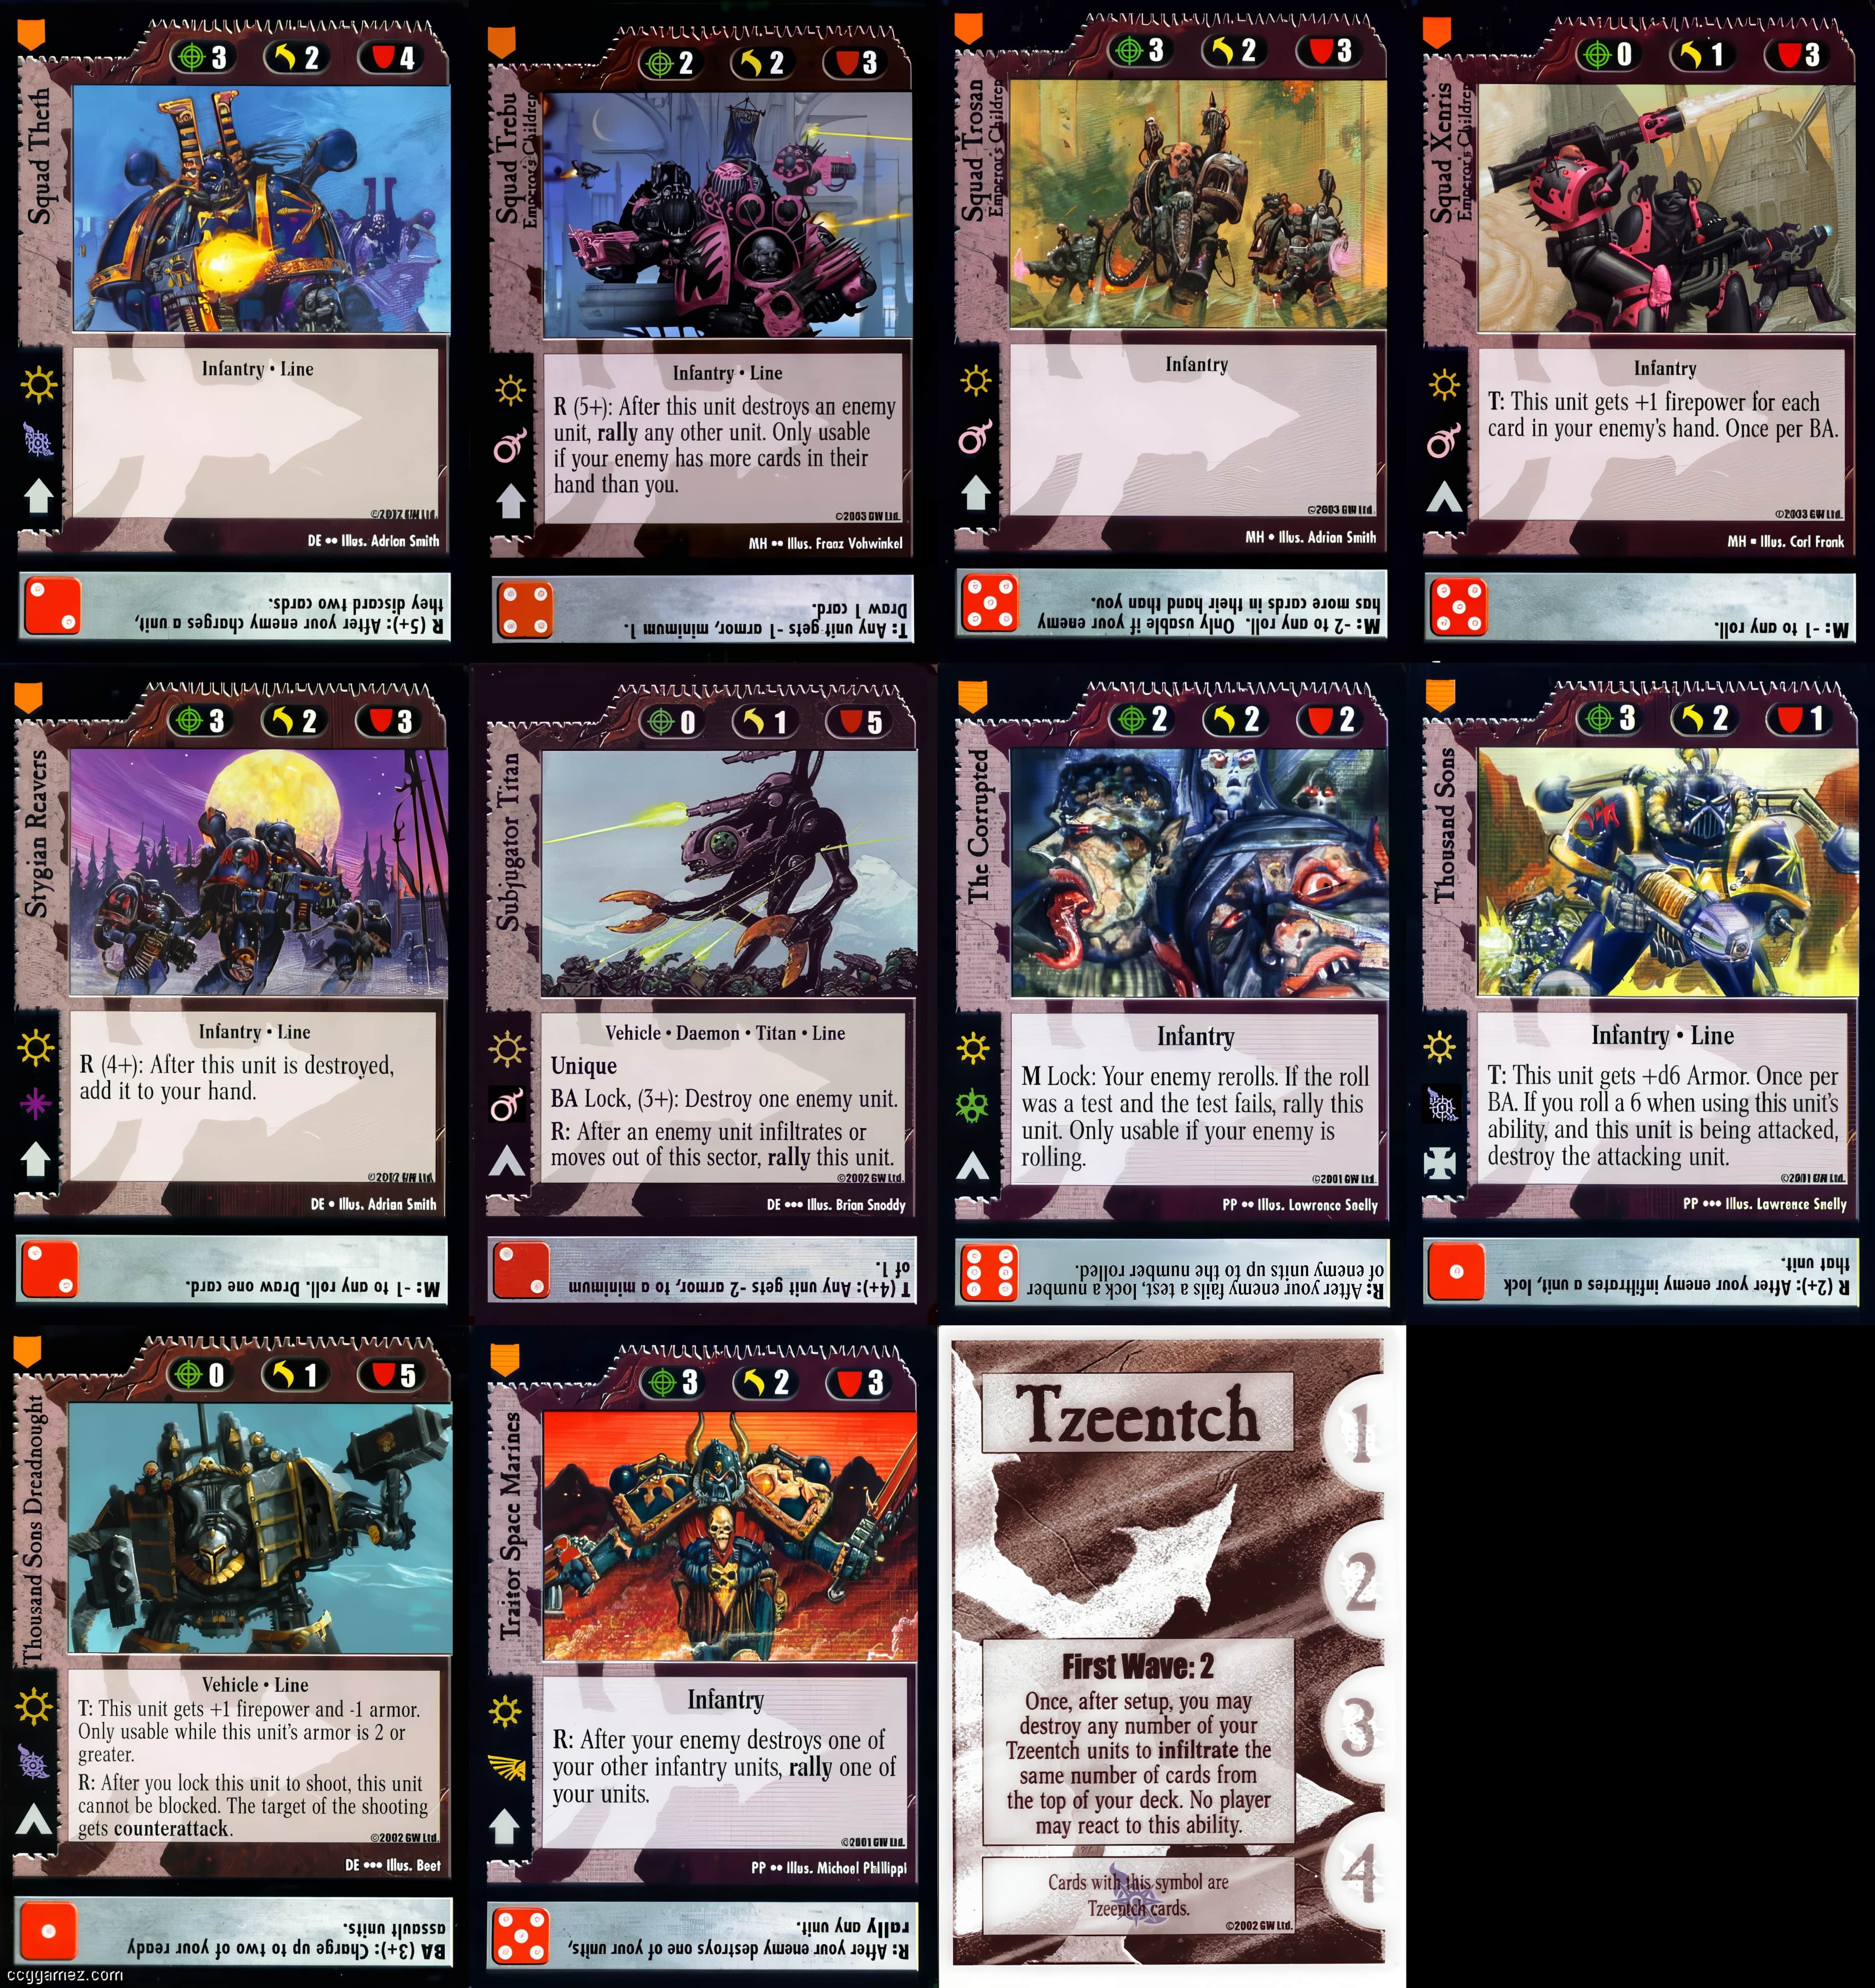 3 2 4
Squad Theth
Infantry • Line
DE •• Illus. Adrian Smith
R (5+): After your enemy charges a unit,
they discard two cards.
2 2 3
Squad Trebu
Emperor's Children
Infantry • Line
R (5+): After this unit destroys an enemy
unit, rally any other unit. Only usable
if your enemy has more cards in their
hand than you.
©2003 GW Ltd.
MH •• Illus. Franz Vohwinkel
T: Any unit gets -1 armor, minimum 1.
Draw 1 card.
3 2 3
Squad Trosan
Emperor's Children
Infantry
©2003 GW Ltd.
MH • Illus. Adrian Smith
M: -2 to any roll. Only usable if your enemy
has more cards in their hand than you.
0 1 3
Squad Xenris
Emperor's Children
Infantry
T: This unit gets +1 firepower for each
card in your enemy's hand. Once per BA.
©2003 GW Ltd.
MH • Illus. Carl Frank
M: -1 to any roll.
3 2 3
Stygian Reavers
Infantry • Line
R (4+): After this unit is destroyed,
add it to your hand.
©2002 GW Ltd.
DE • Illus. Adrian Smith
M: -1 to any roll. Draw one card.
0 1 5
Subjugator Titan
Vehicle • Daemon • Titan • Line
Unique
BA Lock, (3+): Destroy one enemy unit.
R: After an enemy unit infiltrates or
moves out of this sector, rally this unit.
©2002 GW Ltd.
DE ••• Illus. Brian Snoddy
T (4+): Any unit gets -2 armor, to a minimum
of 1.
2 2 2
The Corrupted
Infantry
M Lock: Your enemy rerolls. If the roll
was a test and the test fails, rally this
unit. Only usable if your enemy is
rolling.
©2001 GW Ltd.
PP •• Illus. Lawrence Snelly
R: After your enemy fails a test, lock a number
of enemy units up to the number rolled.
3 2 1
Thousand Sons
Infantry • Line
T: This unit gets +d6 Armor. Once per
BA. If you roll a 6 when using this unit's
ability, and this unit is being attacked,
destroy the attacking unit.
©2001 GW Ltd.
PP ••• Illus. Lawrence Snelly
R (2+): After your enemy infiltrates a unit, lock
that unit.
0 1 5
Thousand Sons Dreadnought
Vehicle • Line
T: This unit gets +1 firepower and -1 armor.
Only usable while this unit's armor is 2 or
greater.
R: After you lock this unit to shoot, this unit
cannot be blocked. The target of the shooting
gets counterattack.
©2002 GW Ltd.
DE ••• Illus. Beet
BA (3+): Charge up to two of your ready
assault units.
3 2 3
Traitor Space Marines
Infantry
R: After your enemy destroys one of
your other infantry units, rally one of
your units.
©2001 GW Ltd.
PP •• Illus. Michael Phillippi
R: After your enemy destroys one of your units,
rally any unit.
Tzeentch
1
2
3
4
First Wave: 2
Once, after setup, you may
destroy any number of your
Tzeentch units to infiltrate the
same number of cards from
the top of your deck. No player
may react to this ability.
Cards with this symbol are
Tzeentch cards.
©2002 GW Ltd.
ccggamez.com